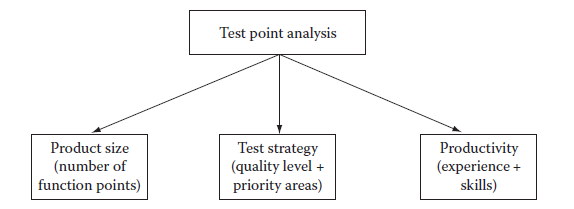 Test point analysis
Product size
(number of
function points)
Test strategy
(quality level +
priority areas)
Productivity
(experience +
skills)